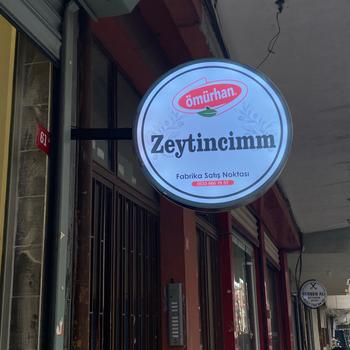 61
ömürhan
Zeytincimm
Fabrika Satış Noktası